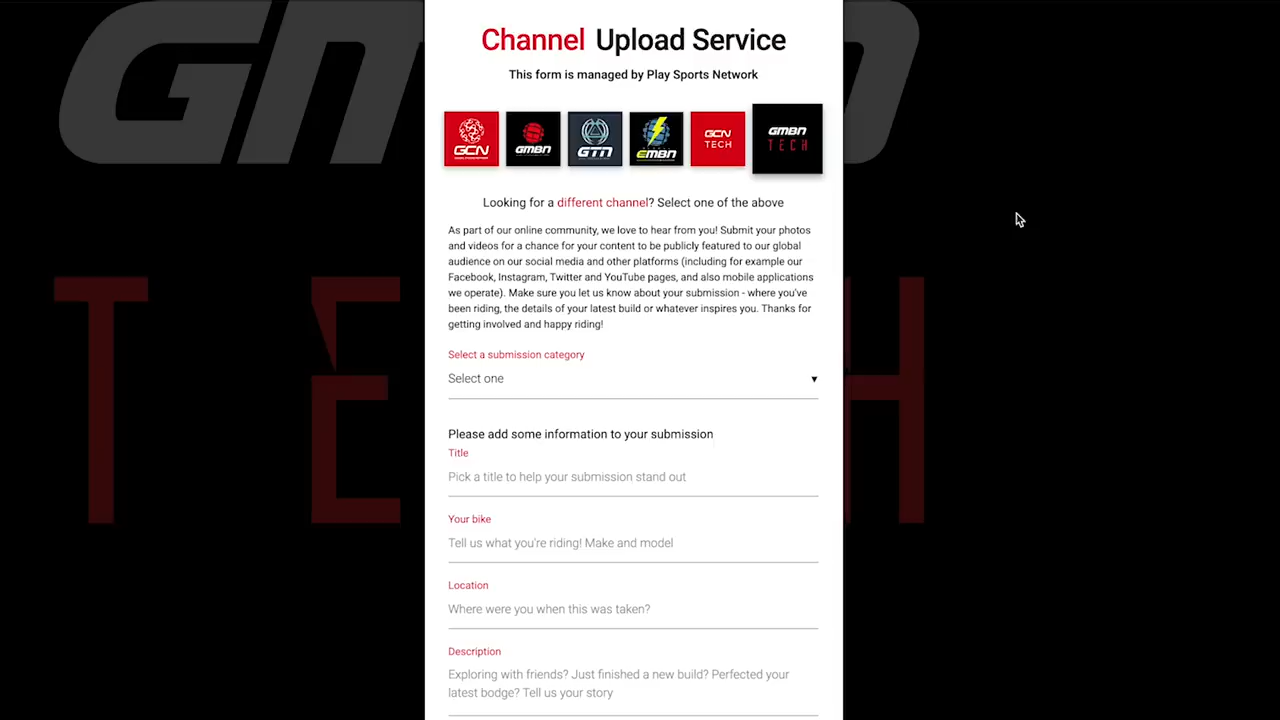 Channel Upload Service
This form is managed by Play Sports Network
GCN
GMBN
GTN
EMBN
GCN
TECH
GMBN
TECH
Looking for a different channel? Select one of the above
As part of our online community, we love to hear from you! Submit your photos
and videos for a chance for your content to be publicly featured to our global
audience on our social media and other platforms (including for example our
Facebook, Instagram, Twitter and YouTube pages, and also mobile applications
we operate). Make sure you let us know about your submission - where you've
been riding, the details of your latest build or whatever inspires you. Thanks for
getting involved and happy riding!
Select a submission category
Select one
Please add some information to your submission
Title
Pick a title to help your submission stand out
Your bike
Tell us what you're riding! Make and model
Location
Where were you when this was taken?
Description
Exploring with friends? Just finished a new build? Perfected your
latest bodge? Tell us your story